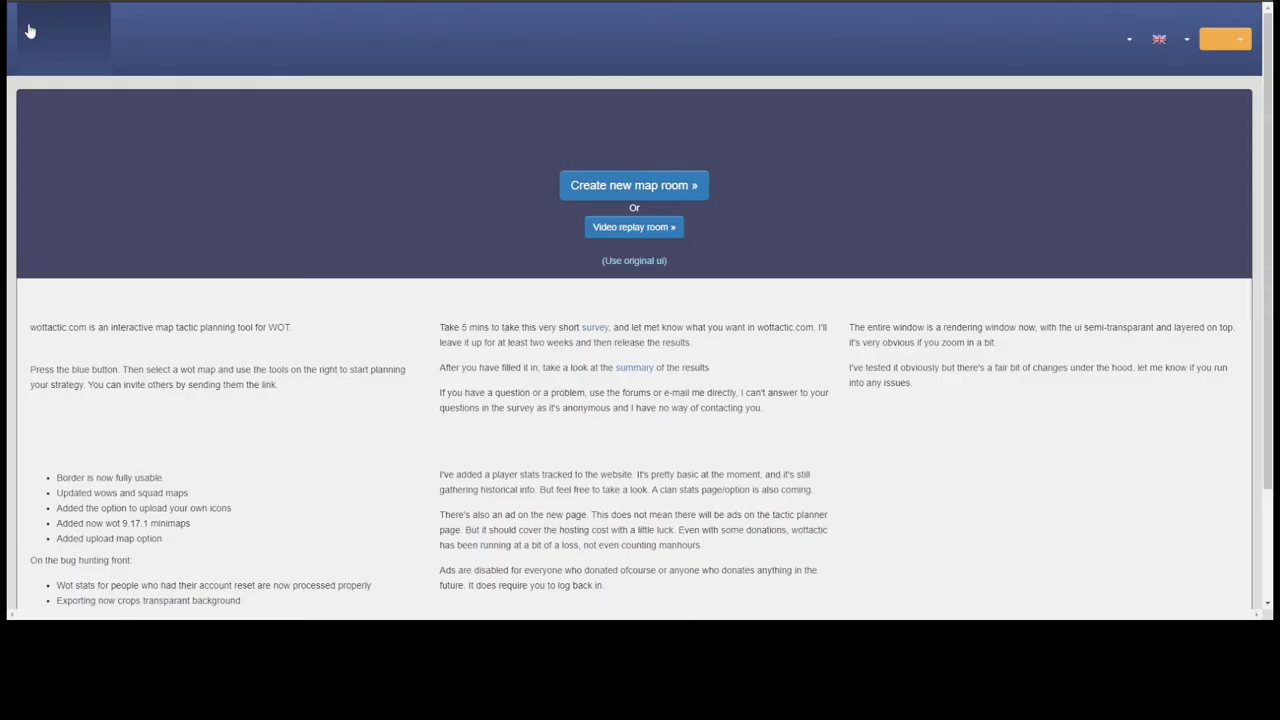 Create new map room »
Or
Video replay room »
(Use original ui)
wottactic.com is an interactive map tactic planning tool for WOT.
Press the blue button. Then select a wot map and use the tools on the right to start planning
your strategy. You can invite others by sending them the link.
Take 5 mins to take this very short survey, and let met know what you want in wottactic.com. I'll
leave it up for at least two weeks and then release the results.
After you have filled it in, take a look at the summary of the results
If you have a question or a problem, use the forums or e-mail me directly, I can't answer to your
questions in the survey as it's anonymous and I have no way of contacting you.
The entire window is a rendering window now, with the ui semi-transparant and layered on top.
it's very obvious if you zoom in a bit.
I've tested it obviously but there's a fair bit of changes under the hood, let me know if you run
into any issues.
Border is now fully usable.
Updated wows and squad maps
Added the option to upload your own icons
Added now wot 9.17.1 minimaps
Added upload map option
On the bug hunting front:
Wot stats for people who had their account reset are now processed properly
Exporting now crops transparant background
I've added a player stats tracked to the website. It's pretty basic at the moment, and it's still
gathering historical info. But feel free to take a look. A clan stats page/option is also coming.
There's also an ad on the new page. This does not mean there will be ads on the tactic planner
page. But it should cover the hosting cost with a little luck. Even with some donations, wottactic
has been running at a bit of a loss, not even counting manhours.
Ads are disabled for everyone who donated ofcourse or anyone who donates anything in the
future. It does require you to log back in.